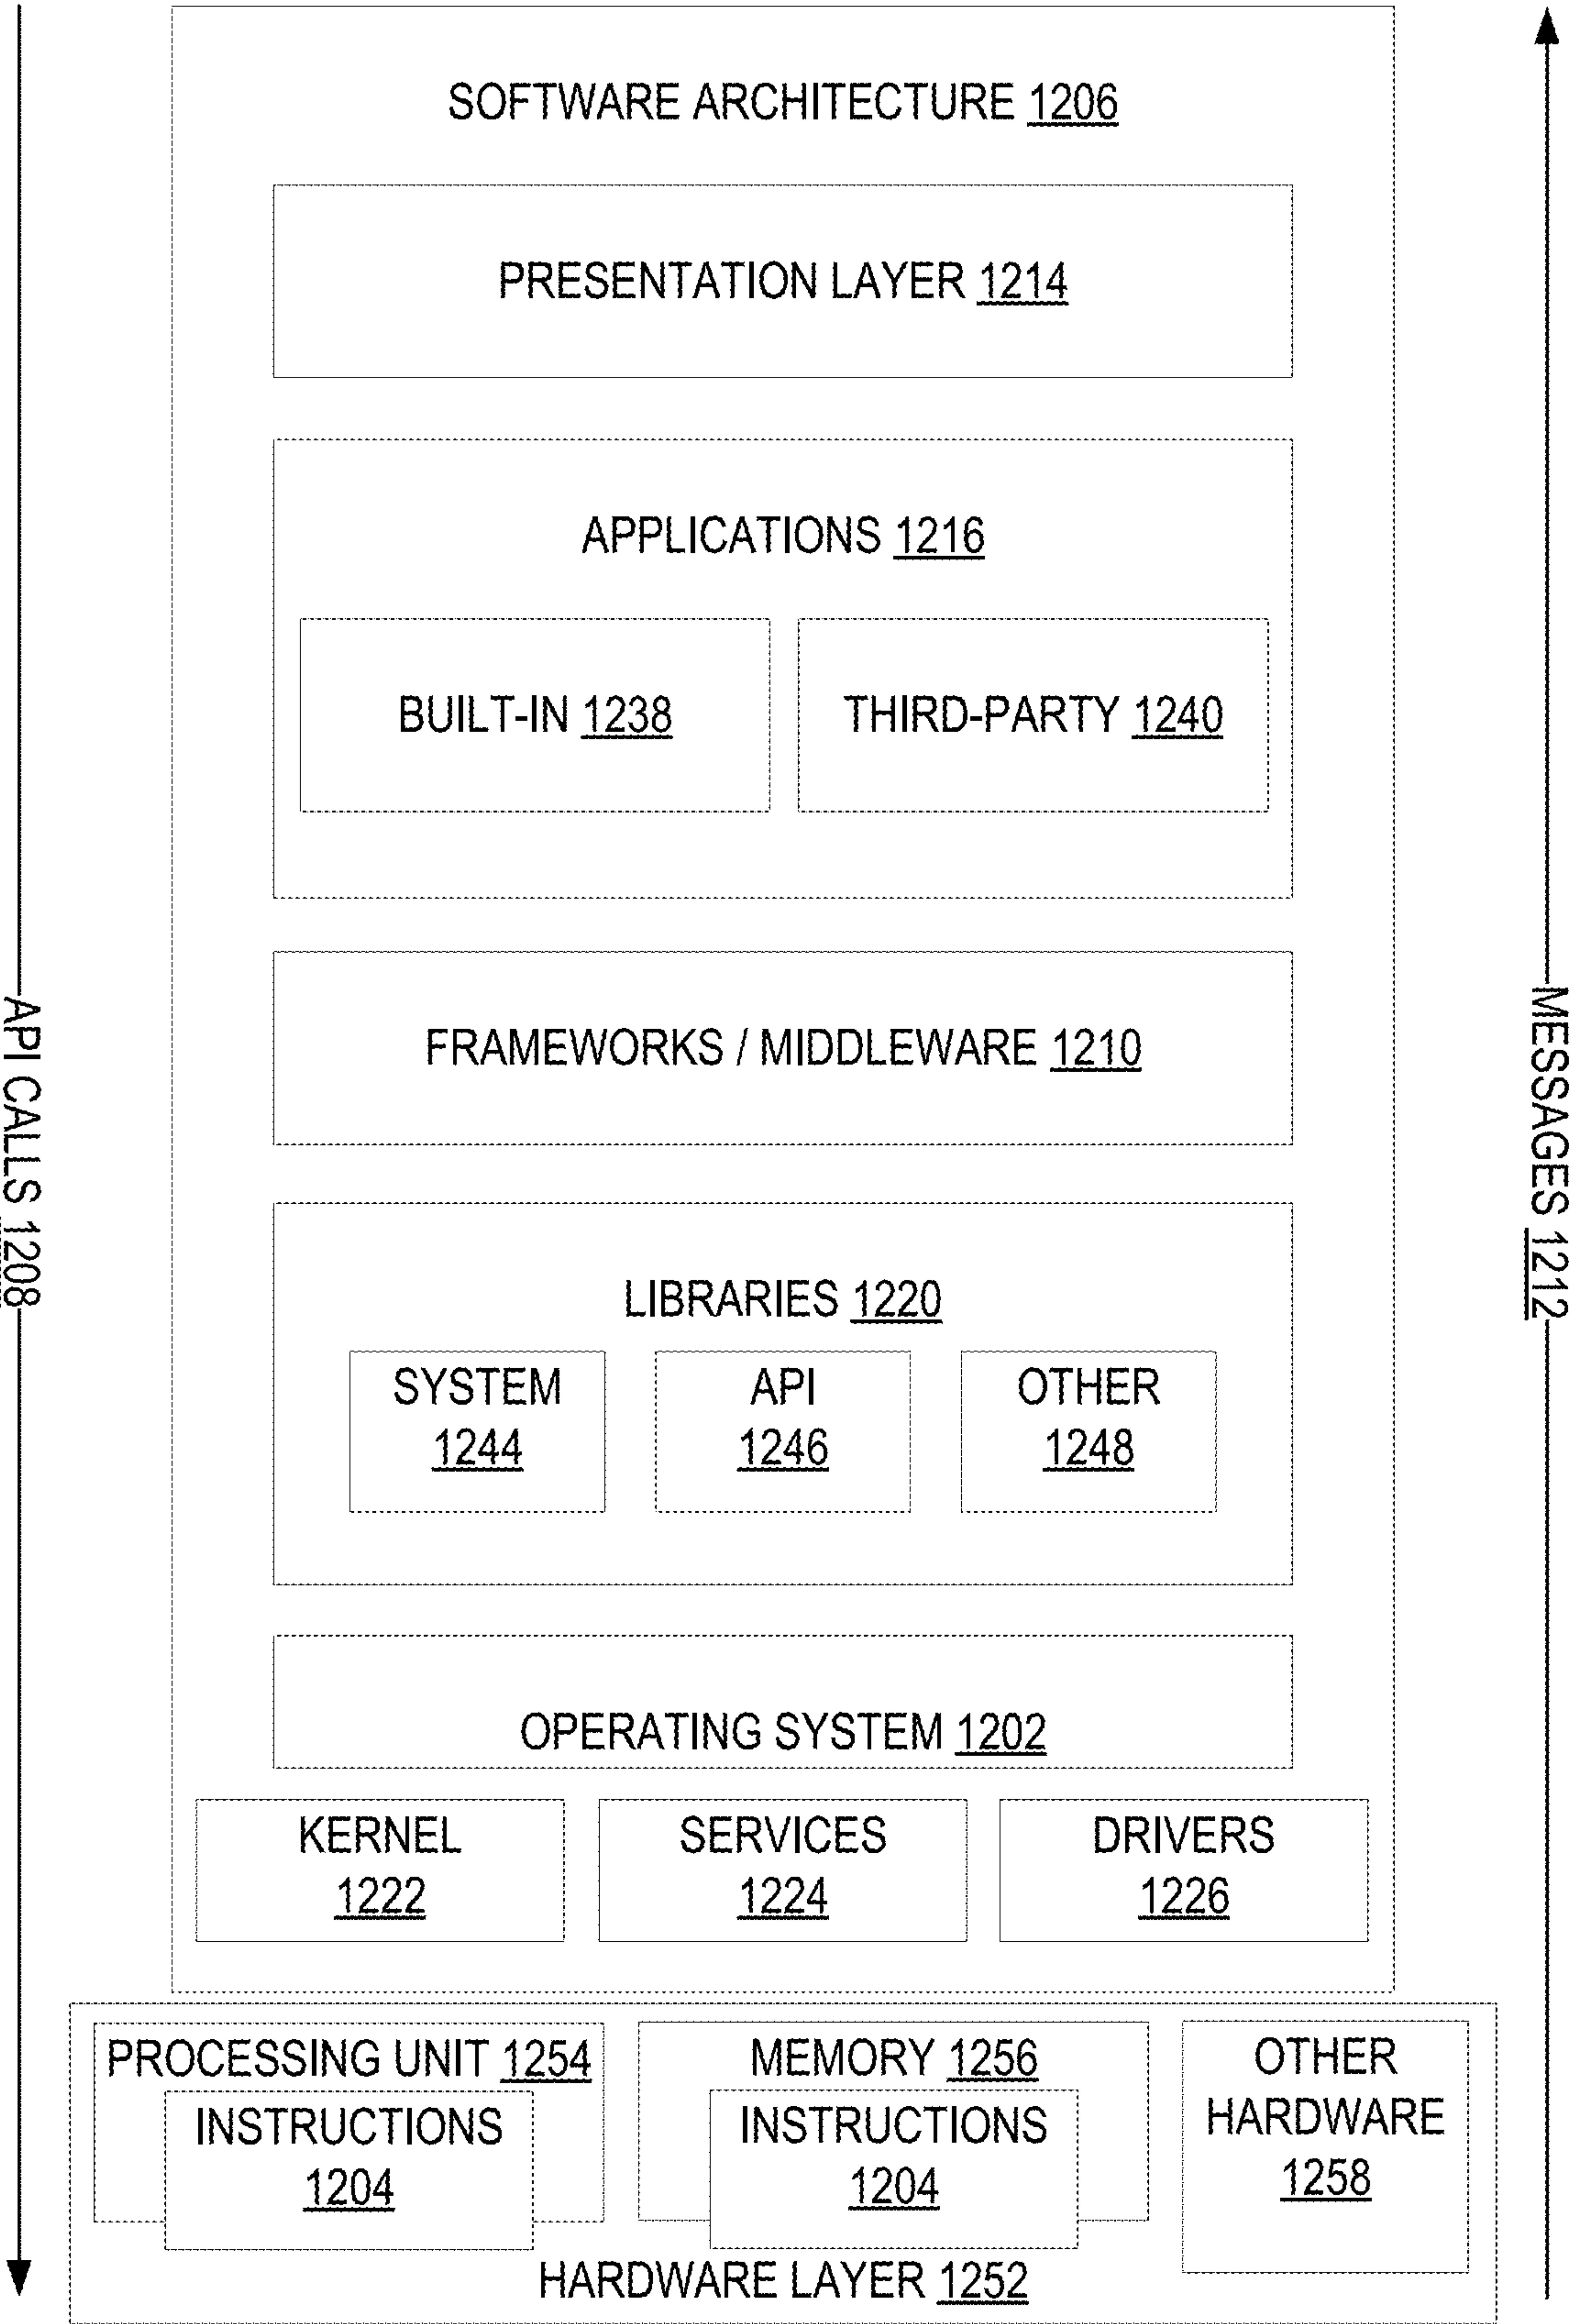 SOFTWARE ARCHITECTURE 1206
PRESENTATION LAYER 1214
APPLICATIONS 1216
BUILT-IN 1238
THIRD-PARTY 1240
FRAMEWORKS / MIDDLEWARE 1210
API CALLS 1208
MESSAGES 1212
LIBRARIES 1220
SYSTEM
1244
API
1246
OTHER
1248
OPERATING SYSTEM 1202
KERNEL
1222
SERVICES
1224
DRIVERS
1226
PROCESSING UNIT 1254
INSTRUCTIONS
1204
MEMORY 1256
INSTRUCTIONS
1204
OTHER
HARDWARE
1258
HARDWARE LAYER 1252